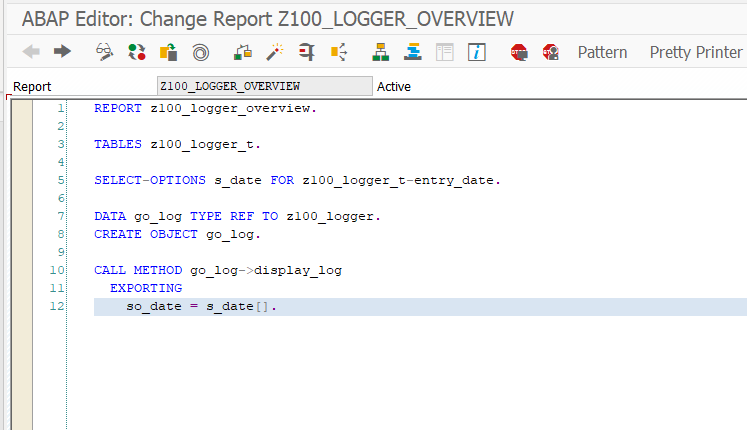 ABAP Editor: Change Report Z100_LOGGER_OVERVIEW
Pattern Pretty Printer
Report Z100_LOGGER_OVERVIEW Active
1 REPORT z100_logger_overview.
2
3 TABLES z100_logger_t.
4
5 SELECT-OPTIONS s_date FOR z100_logger_t-entry_date.
6
7 DATA go_log TYPE REF TO z100_logger.
8 CREATE OBJECT go_log.
9
10 CALL METHOD go_log->display_log
11 EXPORTING
12 so_date = s_date[].